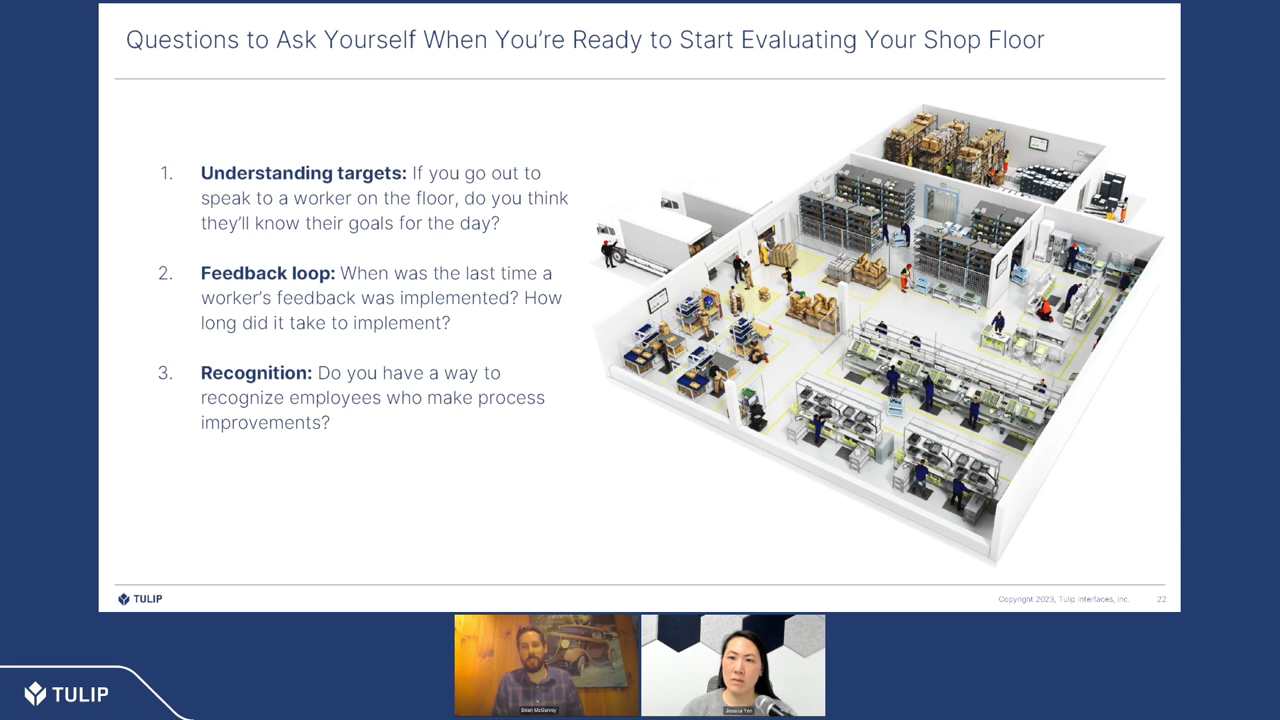 Questions to Ask Yourself When You're Ready to Start Evaluating Your Shop Floor
1. Understanding targets: If you go out to
speak to a worker on the floor, do you think
they'll know their goals for the day?
2. Feedback loop: When was the last time a
worker's feedback was implemented? How
long did it take to implement?
3. Recognition: Do you have a way to
recognize employees who make process
improvements?
TULIP
Copyright 2023, Tulip Interfaces, Inc. 22
Brian McGarvey
Jessica Yen
TULIP